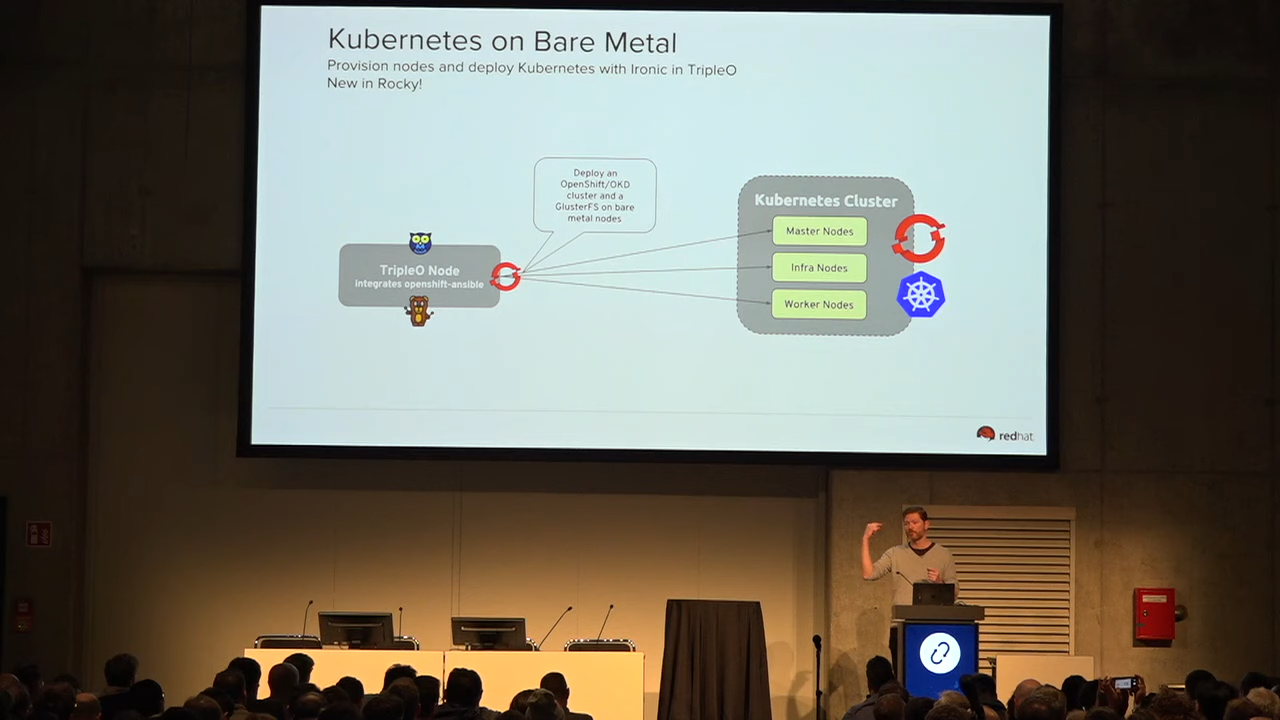 Kubernetes on Bare Metal
Provision nodes and deploy Kubernetes with Ironic in TripleO
New in Rocky!
Deploy an
OpenShift/OKD
cluster and a
GlusterFS on bare
metal nodes
TripleO Node
integrates openshift-ansible
Kubernetes Cluster
Master Nodes
Infra Nodes
Worker Nodes
redhat